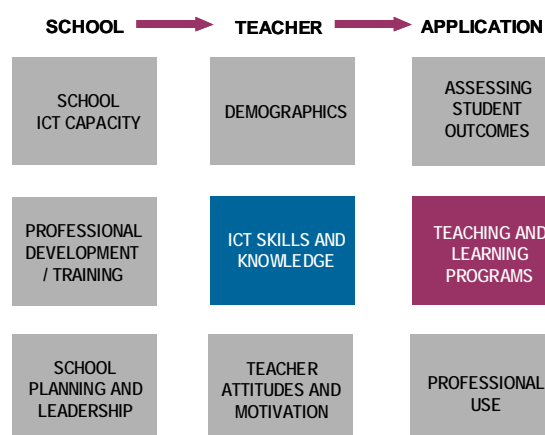 SCHOOL TEACHER APPLICATION
SCHOOL
ICT CAPACITY
DEMOGRAPHICS
ASSESSING
STUDENT
OUTCOMES
PROFESSIONAL
DEVELOPMENT
/ TRAINING
ICT SKILLS AND
KNOWLEDGE
TEACHING AND
LEARNING
PROGRAMS
SCHOOL
PLANNING AND
LEADERSHIP
TEACHER
ATTITUDES AND
MOTIVATION
PROFESSIONAL
USE